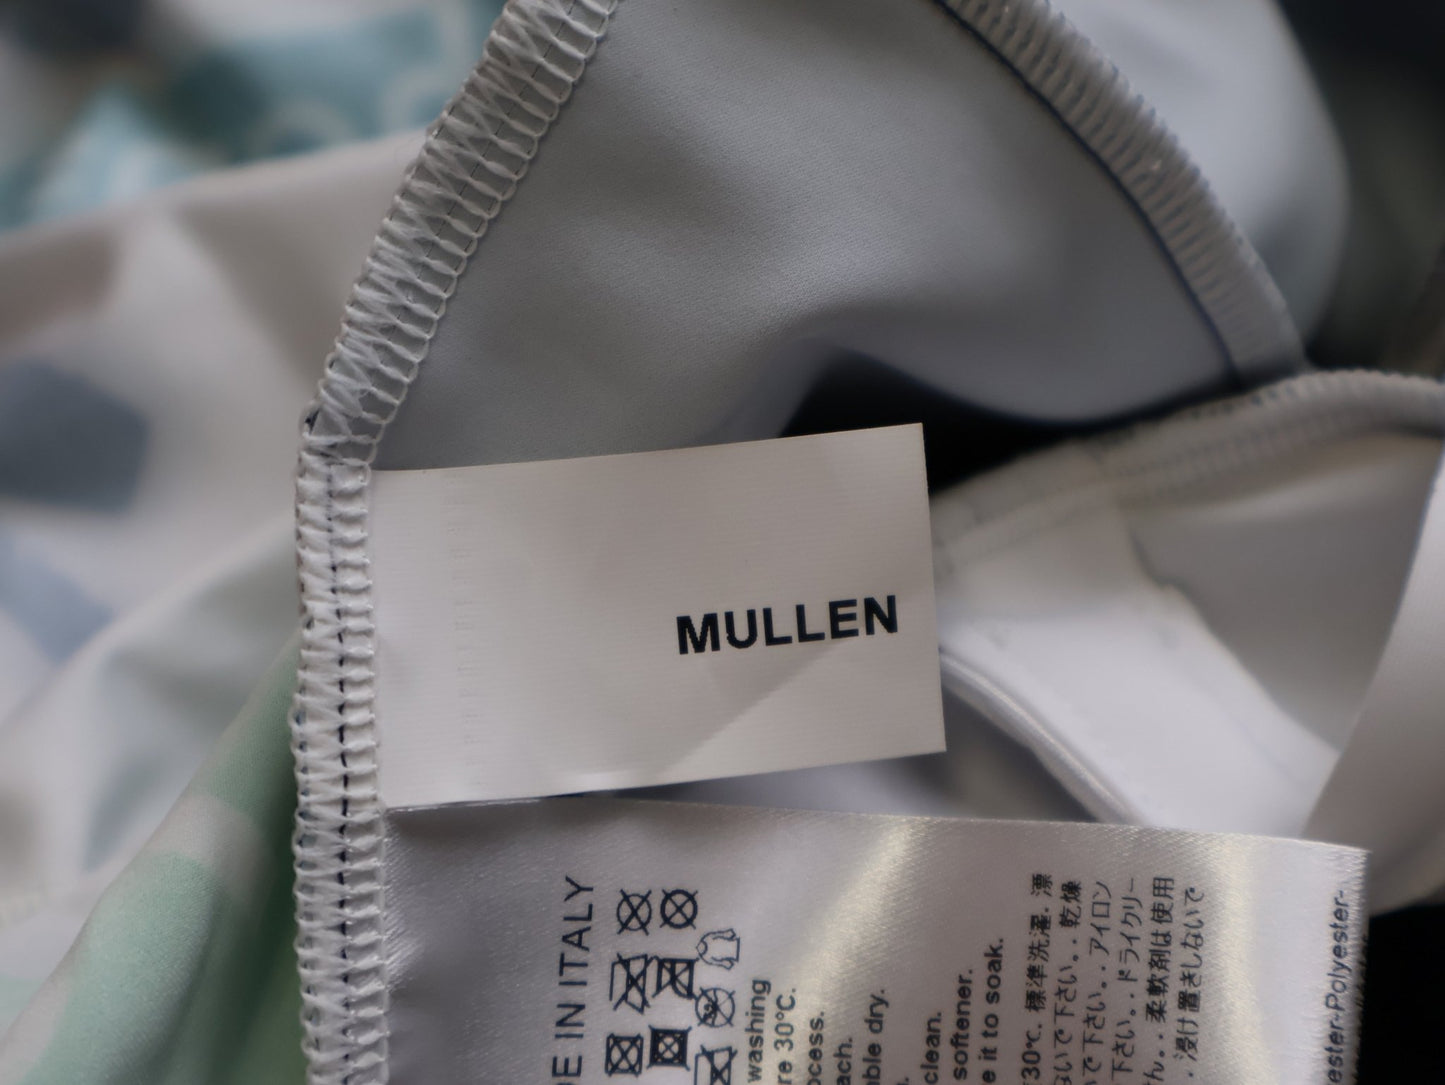 MULLEN
DE IN ITALY
washing
re 30°C.
ocess.
ach.
ble dry.
clean.
softener.
e it to soak.
30℃. 標準洗濯. 漂
ないで下さい. . 乾燥
いで下さい. . アイロン
下さい. . ドライクリー
ん. . 柔軟剤は使用
. 浸け置きしないで
ester-Polyester-